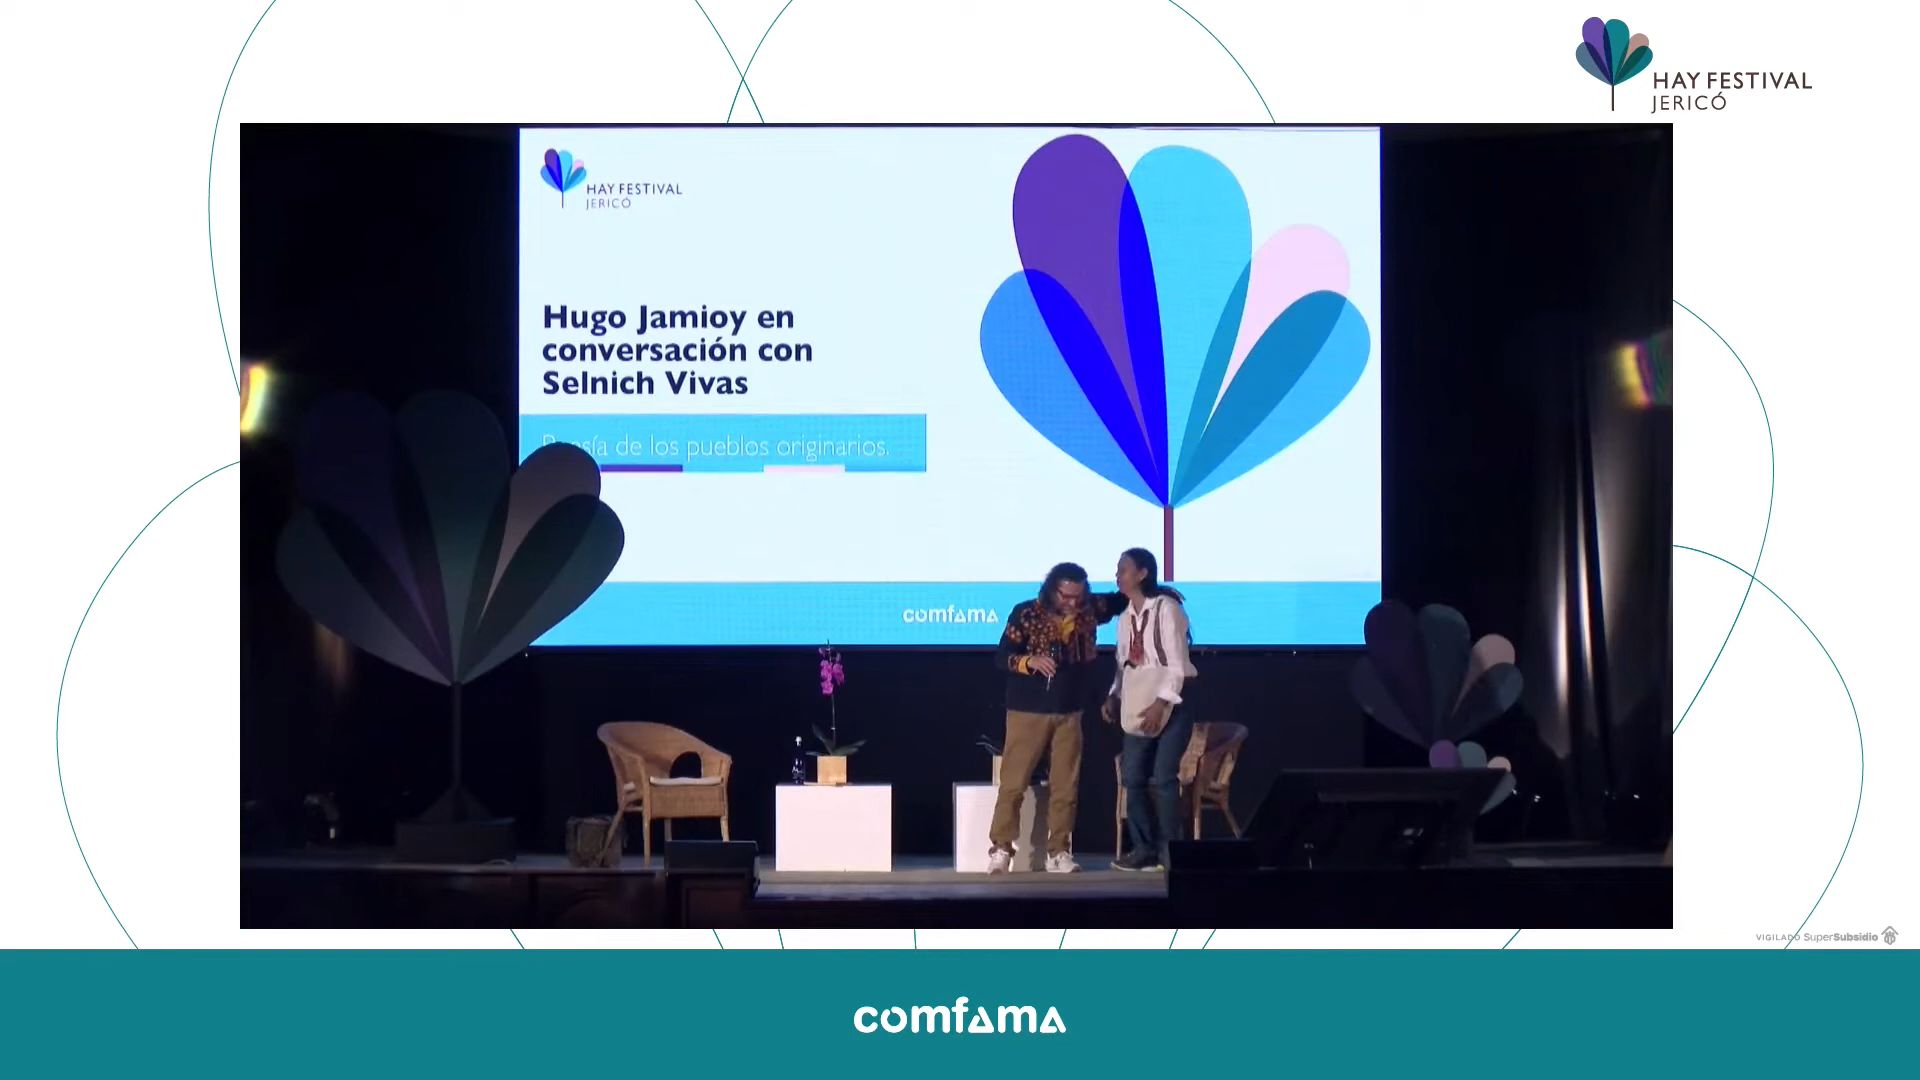 HAY FESTIVAL
JERICÓ
HAY FESTIVAL
JERICÓ
Hugo Jamioy en
conversación con
Selnich Vivas
Poesía de los pueblos originarios.
comfama
VIGILADO SuperSubsidio
comfama